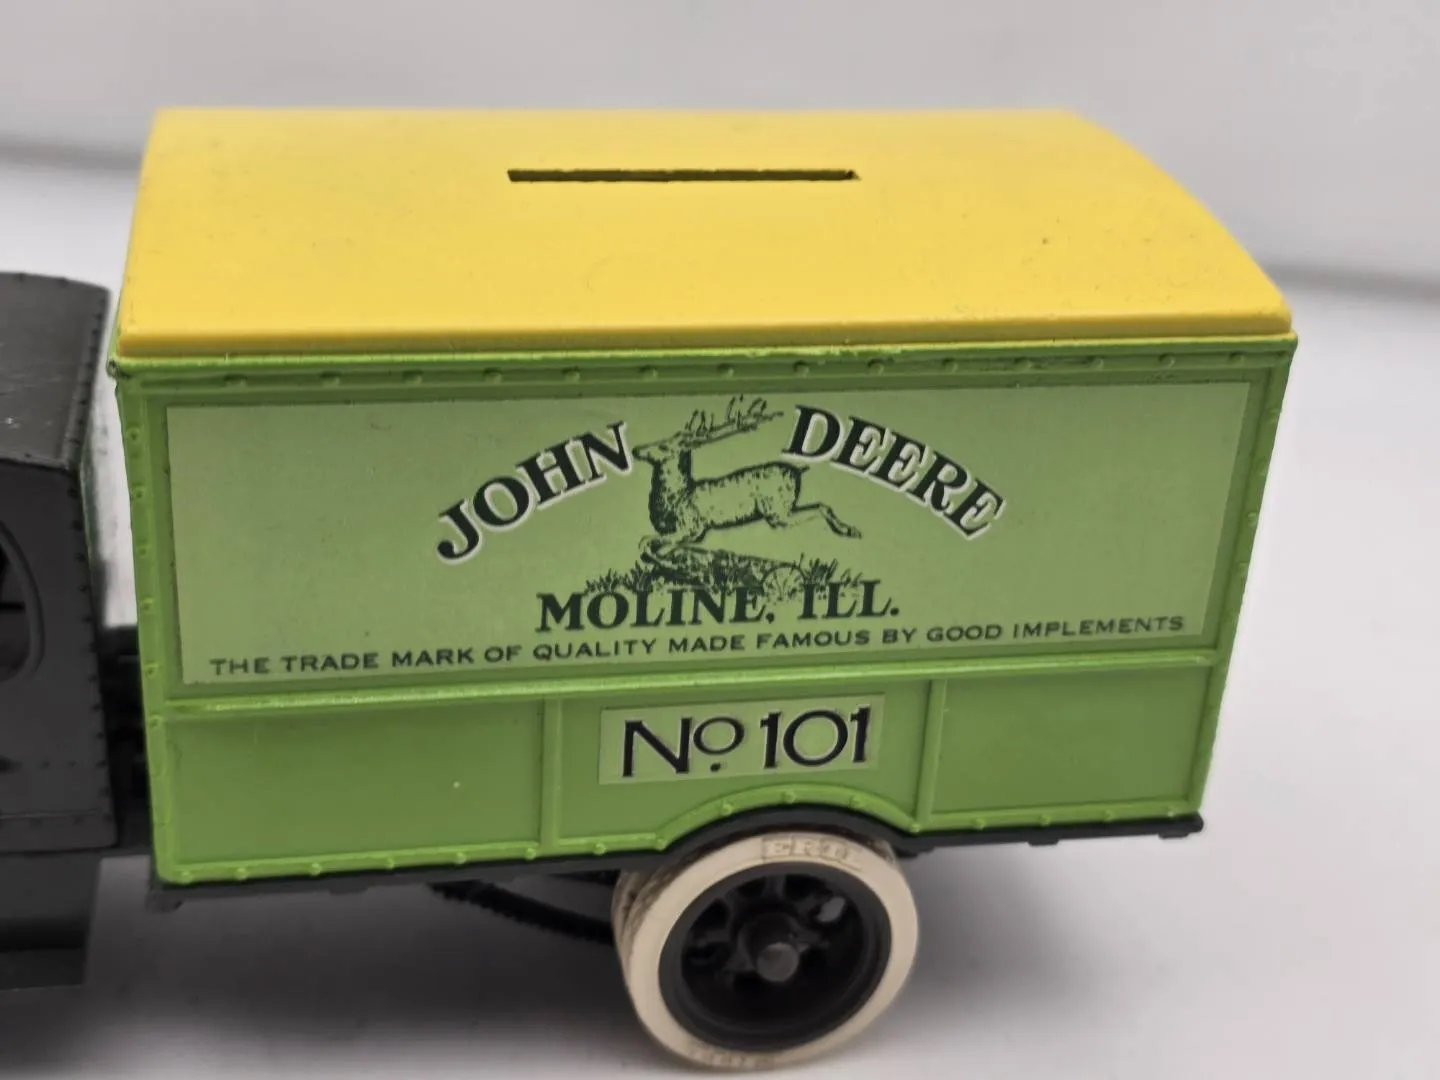 JOHN DEERE
MOLINE, ILL.
THE TRADE MARK OF QUALITY MADE FAMOUS BY GOOD IMPLEMENTS
No. 101